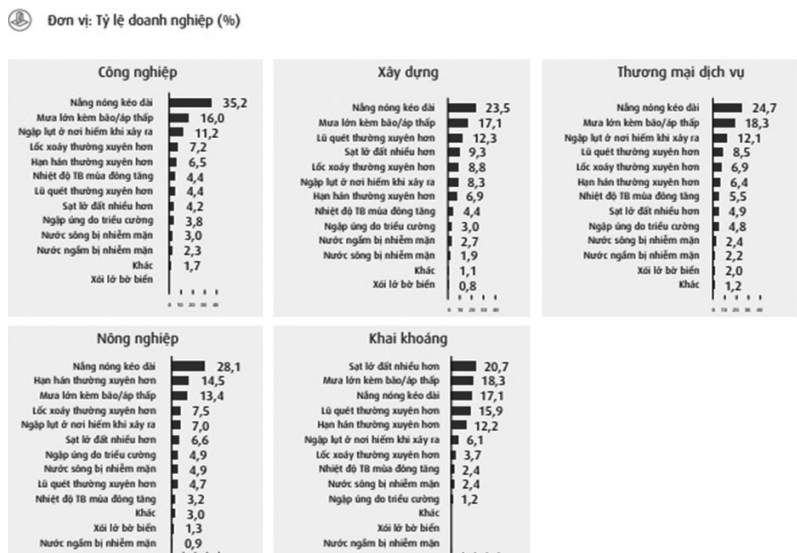 Đơn vị: Tỷ lệ doanh nghiệp (%)
Công nghiệp
Nắng nóng kéo dài 35,2
Mưa lớn kèm bão/áp thấp 16,0
Ngập lụt ở nơi hiếm khi xảy ra 11,2
Lốc xoáy thường xuyên hơn 7,2
Hạn hán thường xuyên hơn 6,5
Nhiệt độ TB mùa đông tăng 4,4
Lũ quét thường xuyên hơn 4,4
Sạt lở đất nhiều hơn 4,2
Ngập úng do triều cường 3,8
Nước sông bị nhiễm mặn 3,0
Nước ngầm bị nhiễm mặn 2,3
Khác 1,7
Xói lở bờ biển
0 10 20 30 40
Xây dựng
Nắng nóng kéo dài 23,5
Mưa lớn kèm bão/áp thấp 17,1
Lũ quét thường xuyên hơn 12,3
Sạt lở đất nhiều hơn 9,3
Lốc xoáy thường xuyên hơn 8,8
Ngập lụt ở nơi hiếm khi xảy ra 8,3
Hạn hán thường xuyên hơn 6,9
Nhiệt độ TB mùa đông tăng 4,4
Ngập úng do triều cường 3,0
Nước ngầm bị nhiễm mặn 2,7
Nước sông bị nhiễm mặn 1,9
Khác 1,1
Xói lở bờ biển 0,8
0 10 20 30 40
Thương mại dịch vụ
Nắng nóng kéo dài 24,7
Mưa lớn kèm bão/áp thấp 18,3
Ngập lụt ở nơi hiếm khi xảy ra 12,1
Lũ quét thường xuyên hơn 8,5
Lốc xoáy thường xuyên hơn 6,9
Hạn hán thường xuyên hơn 6,4
Nhiệt độ TB mùa đông tăng 5,5
Sạt lở đất nhiều hơn 4,9
Ngập úng do triều cường 4,8
Nước sông bị nhiễm mặn 2,4
Nước ngầm bị nhiễm mặn 2,2
Xói lở bờ biển 2,0
Khác 1,2
0 10 20 30 40
Nông nghiệp
Nắng nóng kéo dài 28,1
Hạn hán thường xuyên hơn 14,5
Mưa lớn kèm bão/áp thấp 13,4
Lốc xoáy thường xuyên hơn 7,5
Ngập lụt ở nơi hiếm khi xảy ra 7,0
Sạt lở đất nhiều hơn 6,6
Ngập úng do triều cường 4,9
Nước sông bị nhiễm mặn 4,9
Lũ quét thường xuyên hơn 4,7
Nhiệt độ TB mùa đông tăng 3,2
Khác 3,0
Xói lở bờ biển 1,3
Nước ngầm bị nhiễm mặn 0,9
Khai khoáng
Sạt lở đất nhiều hơn 20,7
Mưa lớn kèm bão/áp thấp 18,3
Nắng nóng kéo dài 17,1
Lũ quét thường xuyên hơn 15,9
Hạn hán thường xuyên hơn 12,2
Ngập lụt ở nơi hiếm khi xảy ra 6,1
Lốc xoáy thường xuyên hơn 3,7
Nhiệt độ TB mùa đông tăng 2,4
Nước sông bị nhiễm mặn 2,4
Ngập úng do triều cường 1,2
Khác
Xói lở bờ biển
Nước ngầm bị nhiễm mặn